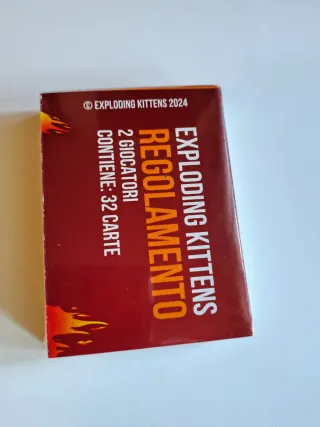 © EXPLODING KITTENS 2024
EXPLODING KITTENS
REGOLAMENTO
2 GIOCATORI
CONTIENE: 32 CARTE